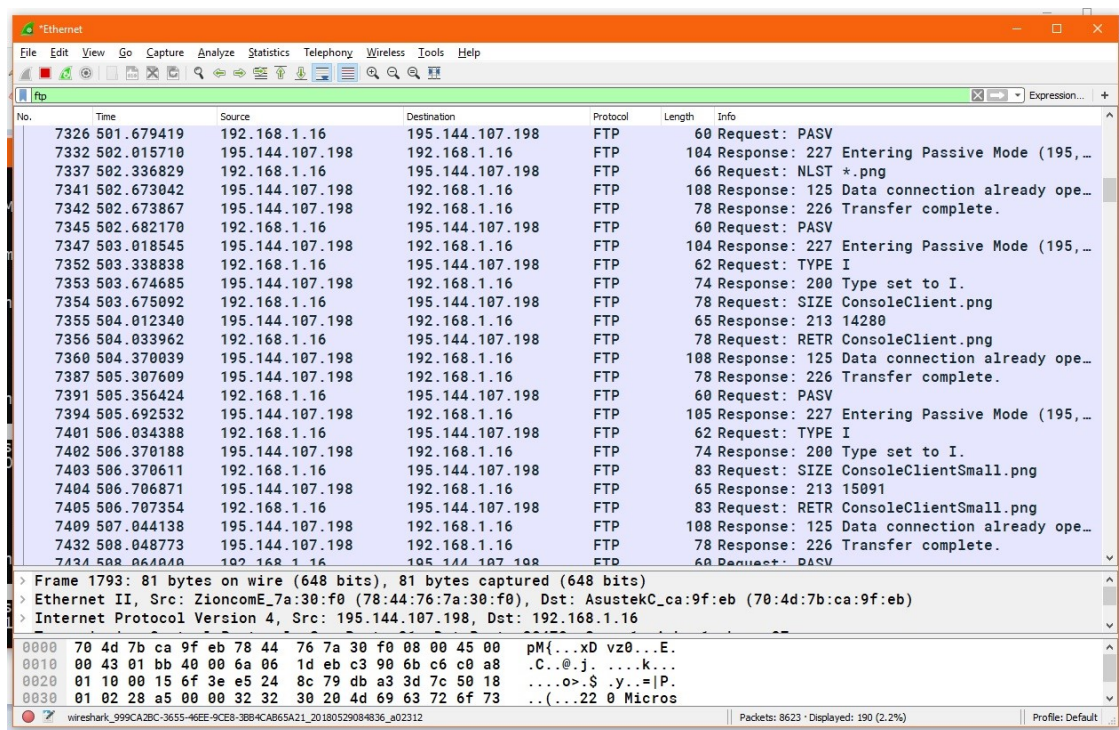 *Ethernet
File Edit View Go Capture Analyze Statistics Telephony Wireless Tools Help
ftp Expression... +
No. Time Source Destination Protocol Length Info
7326 501.679419 192.168.1.16 195.144.107.198 FTP 60 Request: PASV
7332 502.015710 195.144.107.198 192.168.1.16 FTP 104 Response: 227 Entering Passive Mode (195,…
7337 502.336829 192.168.1.16 195.144.107.198 FTP 66 Request: NLST *.png
7341 502.673042 195.144.107.198 192.168.1.16 FTP 108 Response: 125 Data connection already ope…
7342 502.673867 195.144.107.198 192.168.1.16 FTP 78 Response: 226 Transfer complete.
7345 502.682170 192.168.1.16 195.144.107.198 FTP 60 Request: PASV
7347 503.018545 195.144.107.198 192.168.1.16 FTP 104 Response: 227 Entering Passive Mode (195,…
7352 503.338838 192.168.1.16 195.144.107.198 FTP 62 Request: TYPE I
7353 503.674685 195.144.107.198 192.168.1.16 FTP 74 Response: 200 Type set to I.
7354 503.675092 192.168.1.16 195.144.107.198 FTP 78 Request: SIZE ConsoleClient.png
7355 504.012340 195.144.107.198 192.168.1.16 FTP 65 Response: 213 14280
7356 504.033962 192.168.1.16 195.144.107.198 FTP 78 Request: RETR ConsoleClient.png
7360 504.370039 195.144.107.198 192.168.1.16 FTP 108 Response: 125 Data connection already ope…
7387 505.307609 195.144.107.198 192.168.1.16 FTP 78 Response: 226 Transfer complete.
7391 505.356424 192.168.1.16 195.144.107.198 FTP 60 Request: PASV
7394 505.692532 195.144.107.198 192.168.1.16 FTP 105 Response: 227 Entering Passive Mode (195,…
7401 506.034388 192.168.1.16 195.144.107.198 FTP 62 Request: TYPE I
7402 506.370188 195.144.107.198 192.168.1.16 FTP 74 Response: 200 Type set to I.
7403 506.370611 192.168.1.16 195.144.107.198 FTP 83 Request: SIZE ConsoleClientSmall.png
7404 506.706871 195.144.107.198 192.168.1.16 FTP 65 Response: 213 15091
7405 506.707354 192.168.1.16 195.144.107.198 FTP 83 Request: RETR ConsoleClientSmall.png
7409 507.044138 195.144.107.198 192.168.1.16 FTP 108 Response: 125 Data connection already ope…
7432 508.048773 195.144.107.198 192.168.1.16 FTP 78 Response: 226 Transfer complete.
7434 508.064040 192.168.1.16 195.144.107.198 FTP 60 Request: PASV
Frame 1793: 81 bytes on wire (648 bits), 81 bytes captured (648 bits)
Ethernet II, Src: ZioncomE_7a:30:f0 (78:44:76:7a:30:f0), Dst: AsustekC_ca:9f:eb (70:4d:7b:ca:9f:eb)
Internet Protocol Version 4, Src: 195.144.107.198, Dst: 192.168.1.16
0000 70 4d 7b ca 9f eb 78 44 76 7a 30 f0 08 00 45 00 pM{...xD vz0...E.
0010 00 43 01 bb 40 00 6a 06 1d eb c3 90 6b c6 c0 a8 .C..@.j. ....k...
0020 01 10 00 15 6f 3e e5 24 8c 79 db a3 3d 7c 50 18 ....o>.$ .y..=|P.
0030 01 02 28 a5 00 00 32 32 30 20 4d 69 63 72 6f 73 ..(...22 0 Micros
wireshark_999CA2BC-3655-46EE-9CE8-3BB4CAB65A21_20180529084836_a02312 Packets: 8623 · Displayed: 190 (2.2%) Profile: Default